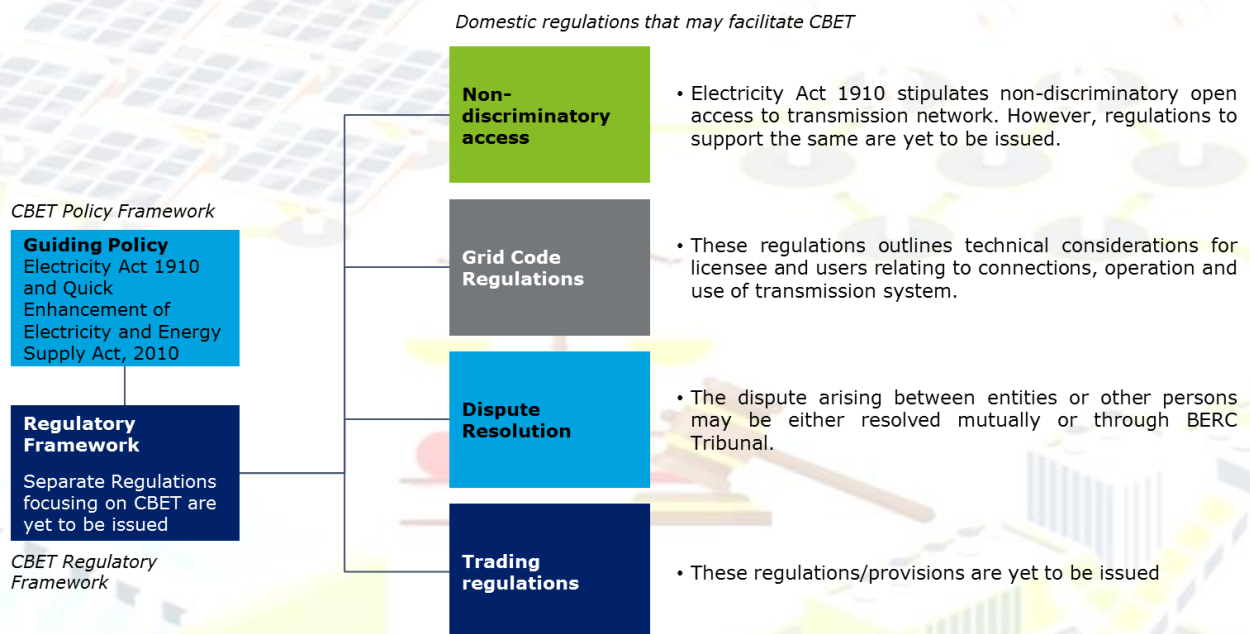 Domestic regulations that may facilitate CBET
CBET Policy Framework
Guiding Policy
Electricity Act 1910
and Quick
Enhancement of
Electricity and Energy
Supply Act, 2010
Regulatory
Framework
Separate Regulations
focusing on CBET are
yet to be issued
CBET Regulatory
Framework
Non-
discriminatory
access
• Electricity Act 1910 stipulates non-discriminatory open
access to transmission network. However, regulations to
support the same are yet to be issued.
Grid Code
Regulations
• These regulations outlines technical considerations for
licensee and users relating to connections, operation and
use of transmission system.
Dispute
Resolution
• The dispute arising between entities or other persons
may be either resolved mutually or through BERC
Tribunal.
Trading
regulations
• These regulations/provisions are yet to be issued